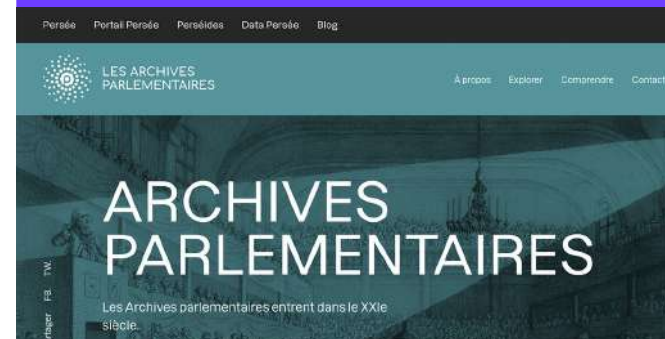 Persée Portail Persée Perséides Data Persée Blog
LES ARCHIVES
PARLEMENTAIRES
À propos Explorer Comprendre Contact
ARCHIVES
PARLEMENTAIRES
Les Archives parlementaires entrent dans le XXIe
siècle.
rtager FB. TW.